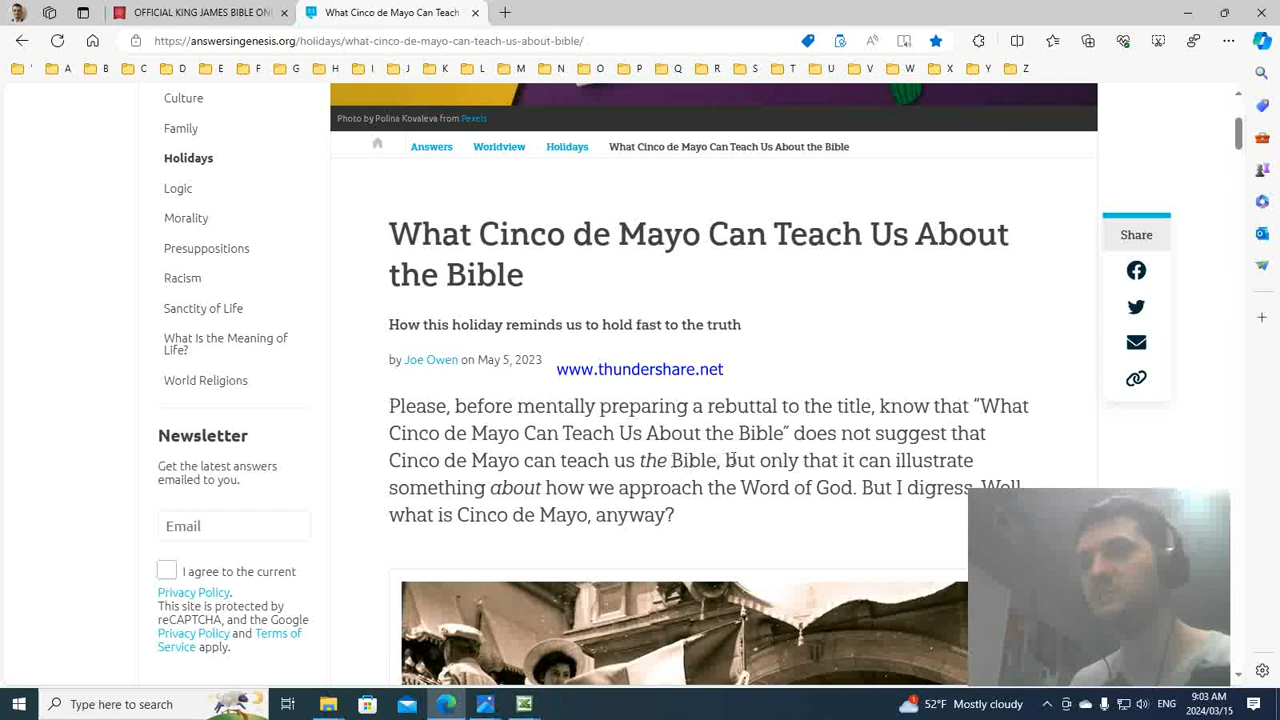 OFFICIAL KING JAMES BIBLE ON
What Cinco de Mayo Can Teach
https://answersingenesis.org/holidays/what-cinco-de-mayo-can-teach-us-about-bible/
' A B C D E F G H I J K L M N O P Q R S T U V W X Y Z
Culture
Photo by Polina Kovaleva from Pexels
Family
Answers Worldview Holidays What Cinco de Mayo Can Teach Us About the Bible
Holidays
Logic
Morality
Presuppositions
Racism
Sanctity of Life
What Is the Meaning of
Life?
World Religions
Newsletter
Get the latest answers
emailed to you.
Email
I agree to the current
Privacy Policy.
This site is protected by
reCAPTCHA, and the Google
Privacy Policy and Terms of
Service apply.
What Cinco de Mayo Can Teach Us About
the Bible
How this holiday reminds us to hold fast to the truth
by Joe Owen on May 5, 2023
www.thundershare.net
Please, before mentally preparing a rebuttal to the title, know that “What
Cinco de Mayo Can Teach Us About the Bible” does not suggest that
Cinco de Mayo can teach us the Bible, but only that it can illustrate
something about how we approach the Word of God. But I digress. Well,
what is Cinco de Mayo, anyway?
Share
Type here to search
1
52°F Mostly cloudy
9:03 AM
2024/03/15